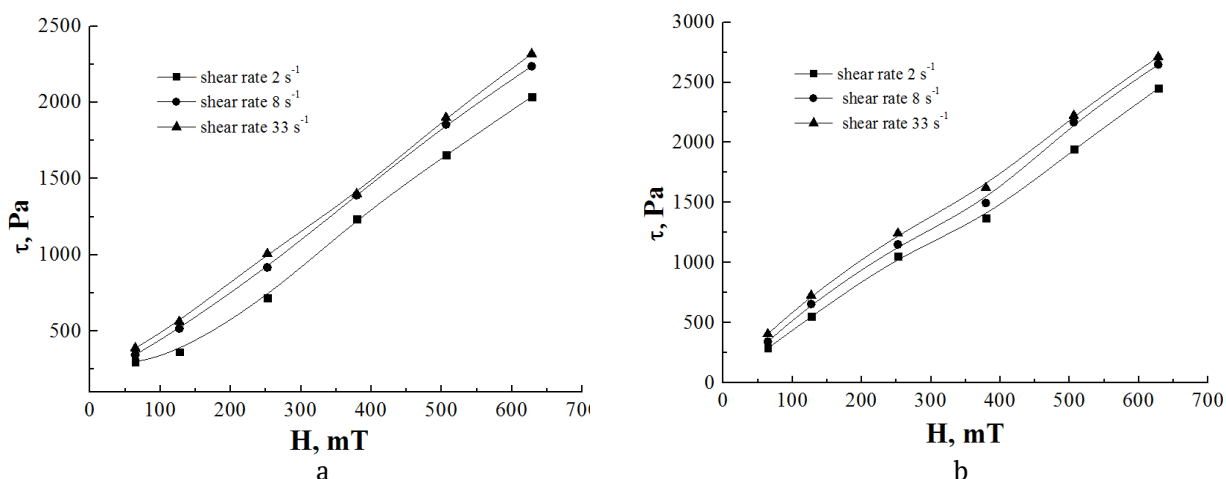 2500
2000
1500
1000
500
τ, Pa
shear rate 2 s⁻¹
shear rate 8 s⁻¹
shear rate 33 s⁻¹
0 100 200 300 400 500 600 700
H, mT
a
3000
2500
2000
1500
1000
500
0
τ, Pa
shear rate 2 s⁻¹
shear rate 8 s⁻¹
shear rate 33 s⁻¹
0 100 200 300 400 500 600 700
H, mT
b